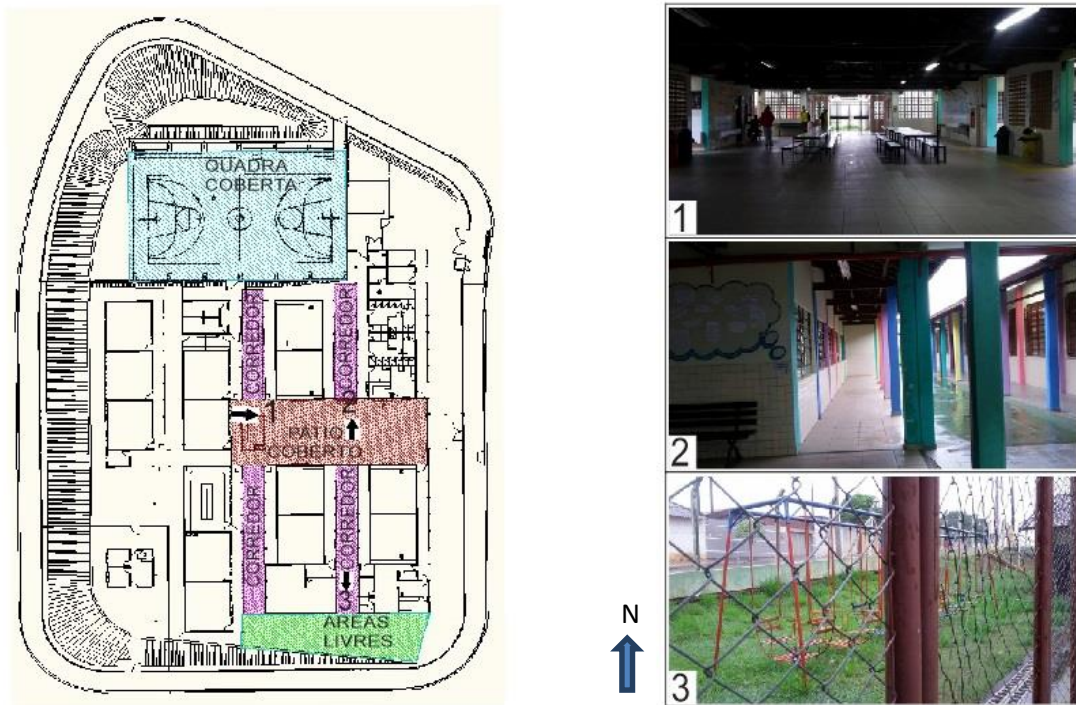 QUADRA
COBERTA
CORREDOR
CORREDOR
1
2
PÁTIO
COBERTO
CORREDOR
CORREDOR
3
ÁREAS
LIVRES
N
1
2
3